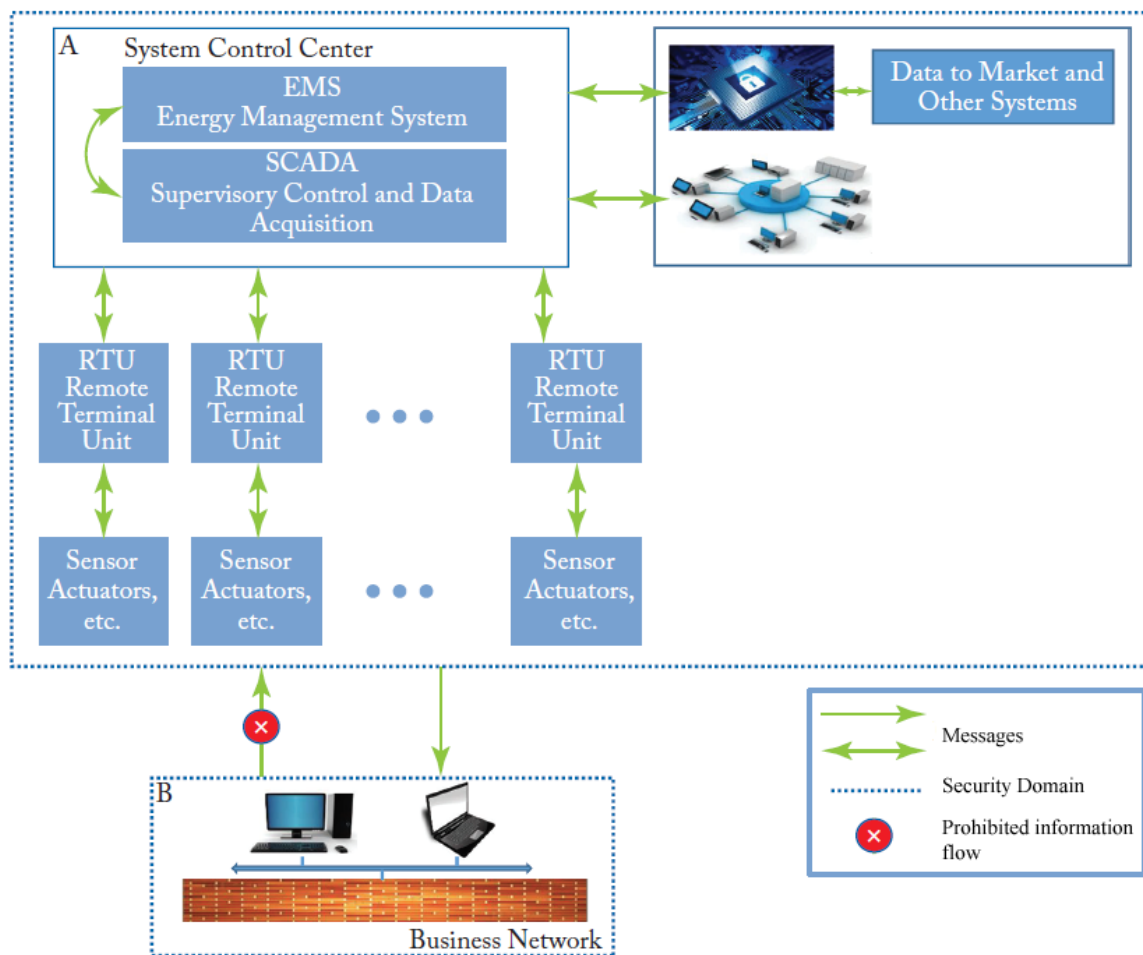 A
System Control Center
EMS
Energy Management System
SCADA
Supervisory Control and Data
Acquisition
Data to Market and
Other Systems
RTU
Remote
Terminal
Unit
RTU
Remote
Terminal
Unit
RTU
Remote
Terminal
Unit
Sensor
Actuators,
etc.
Sensor
Actuators,
etc.
Sensor
Actuators,
etc.
B
Business Network
Messages
Security Domain
Prohibited information
flow